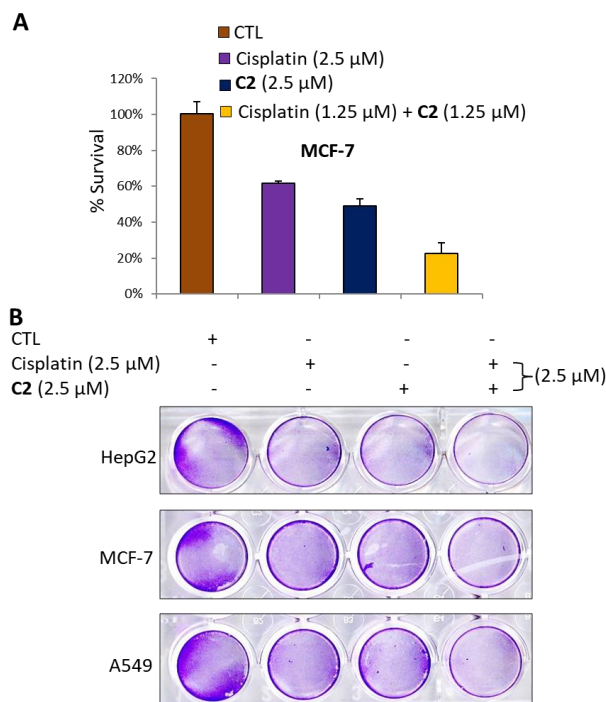 A
CTL
Cisplatin (2.5 µM)
C2 (2.5 µM)
Cisplatin (1.25 µM) + C2 (1.25 µM)
MCF-7
% Survival
120%
100%
80%
60%
40%
20%
0%
B
CTL + - - -
Cisplatin (2.5 µM) - + - +
C2 (2.5 µM) - - + +
(2.5 µM)
HepG2
MCF-7
A549